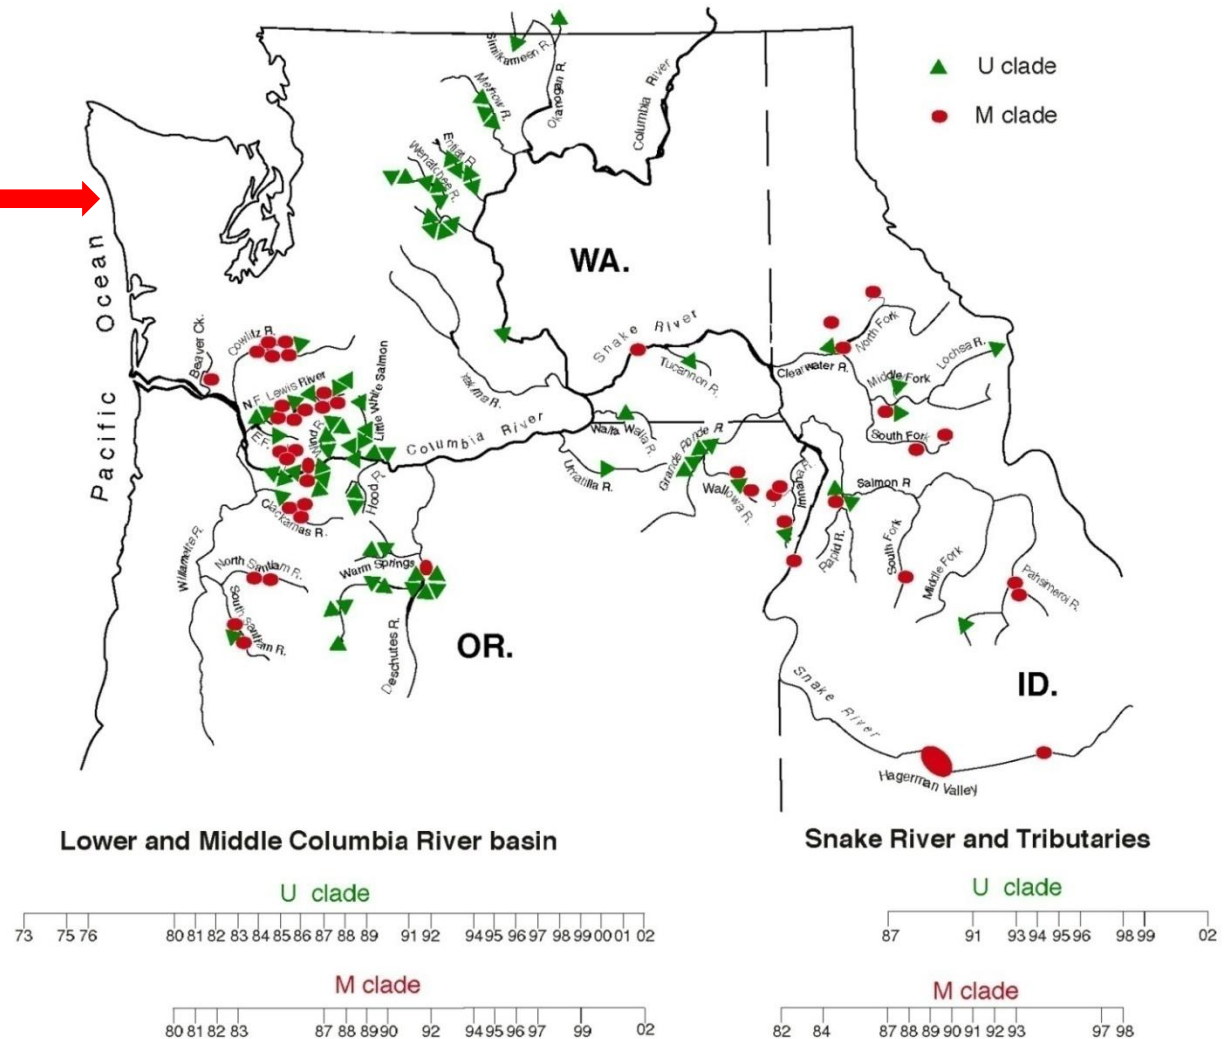 Similkameen R.
Okanogan R.
Columbia River
Methow R.
Entiat R.
Wenatchee R.
U clade
M clade
Pacific Ocean
WA.
Snake River
Tucannon R.
Yakima R.
Beaver Ck.
Cowlitz R.
N.F. Lewis River
E.F.
Wind R.
Little White Salmon
Columbia River
Walla Walla R.
Umatilla R.
Grande Ronde R
Wallowa R.
Imnaha R.
Clearwater R.
North Fork
Lochsa R.
Middle Fork
South Fork
Salmon R
Rapid R.
South Fork
Middle Fork
Pahsimeroi R.
Hood R.
Clackamas R.
Willamette R.
North Santiam R.
South Santiam R.
Warm Springs
Deschutes R.
OR.
ID.
Snake River
Hagerman Valley
Lower and Middle Columbia River basin
U clade
73 75 76 80 81 82 83 84 85 86 87 88 89 91 92 94 95 96 97 98 99 00 01 02
M clade
80 81 82 83 87 88 89 90 92 94 95 96 97 99 02
Snake River and Tributaries
U clade
87 91 93 94 95 96 98 99 02
M clade
82 84 87 88 89 90 91 92 93 97 98